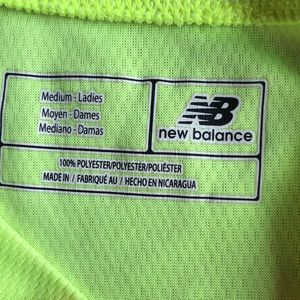 Medium - Ladies
Moyen - Dames
Mediano - Damas
NB
new balance
100% POLYESTER/POLYESTER/POLIÉSTER
MADE IN / FABRIQUÉ AU / HECHO EN NICARAGUA